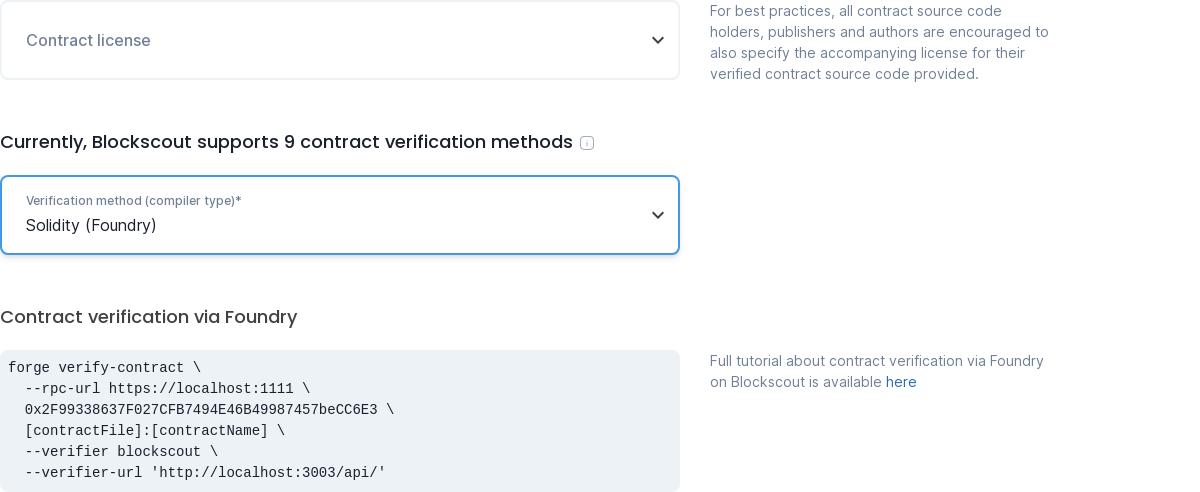 Contract license
For best practices, all contract source code
holders, publishers and authors are encouraged to
also specify the accompanying license for their
verified contract source code provided.
Currently, Blockscout supports 9 contract verification methods
Verification method (compiler type)*
Solidity (Foundry)
Contract verification via Foundry
forge verify-contract \
  --rpc-url https://localhost:1111 \
  0x2F99338637F027CFB7494E46B49987457beCC6E3 \
  [contractFile]:[contractName] \
  --verifier blockscout \
  --verifier-url 'http://localhost:3003/api/'
Full tutorial about contract verification via Foundry
on Blockscout is available here